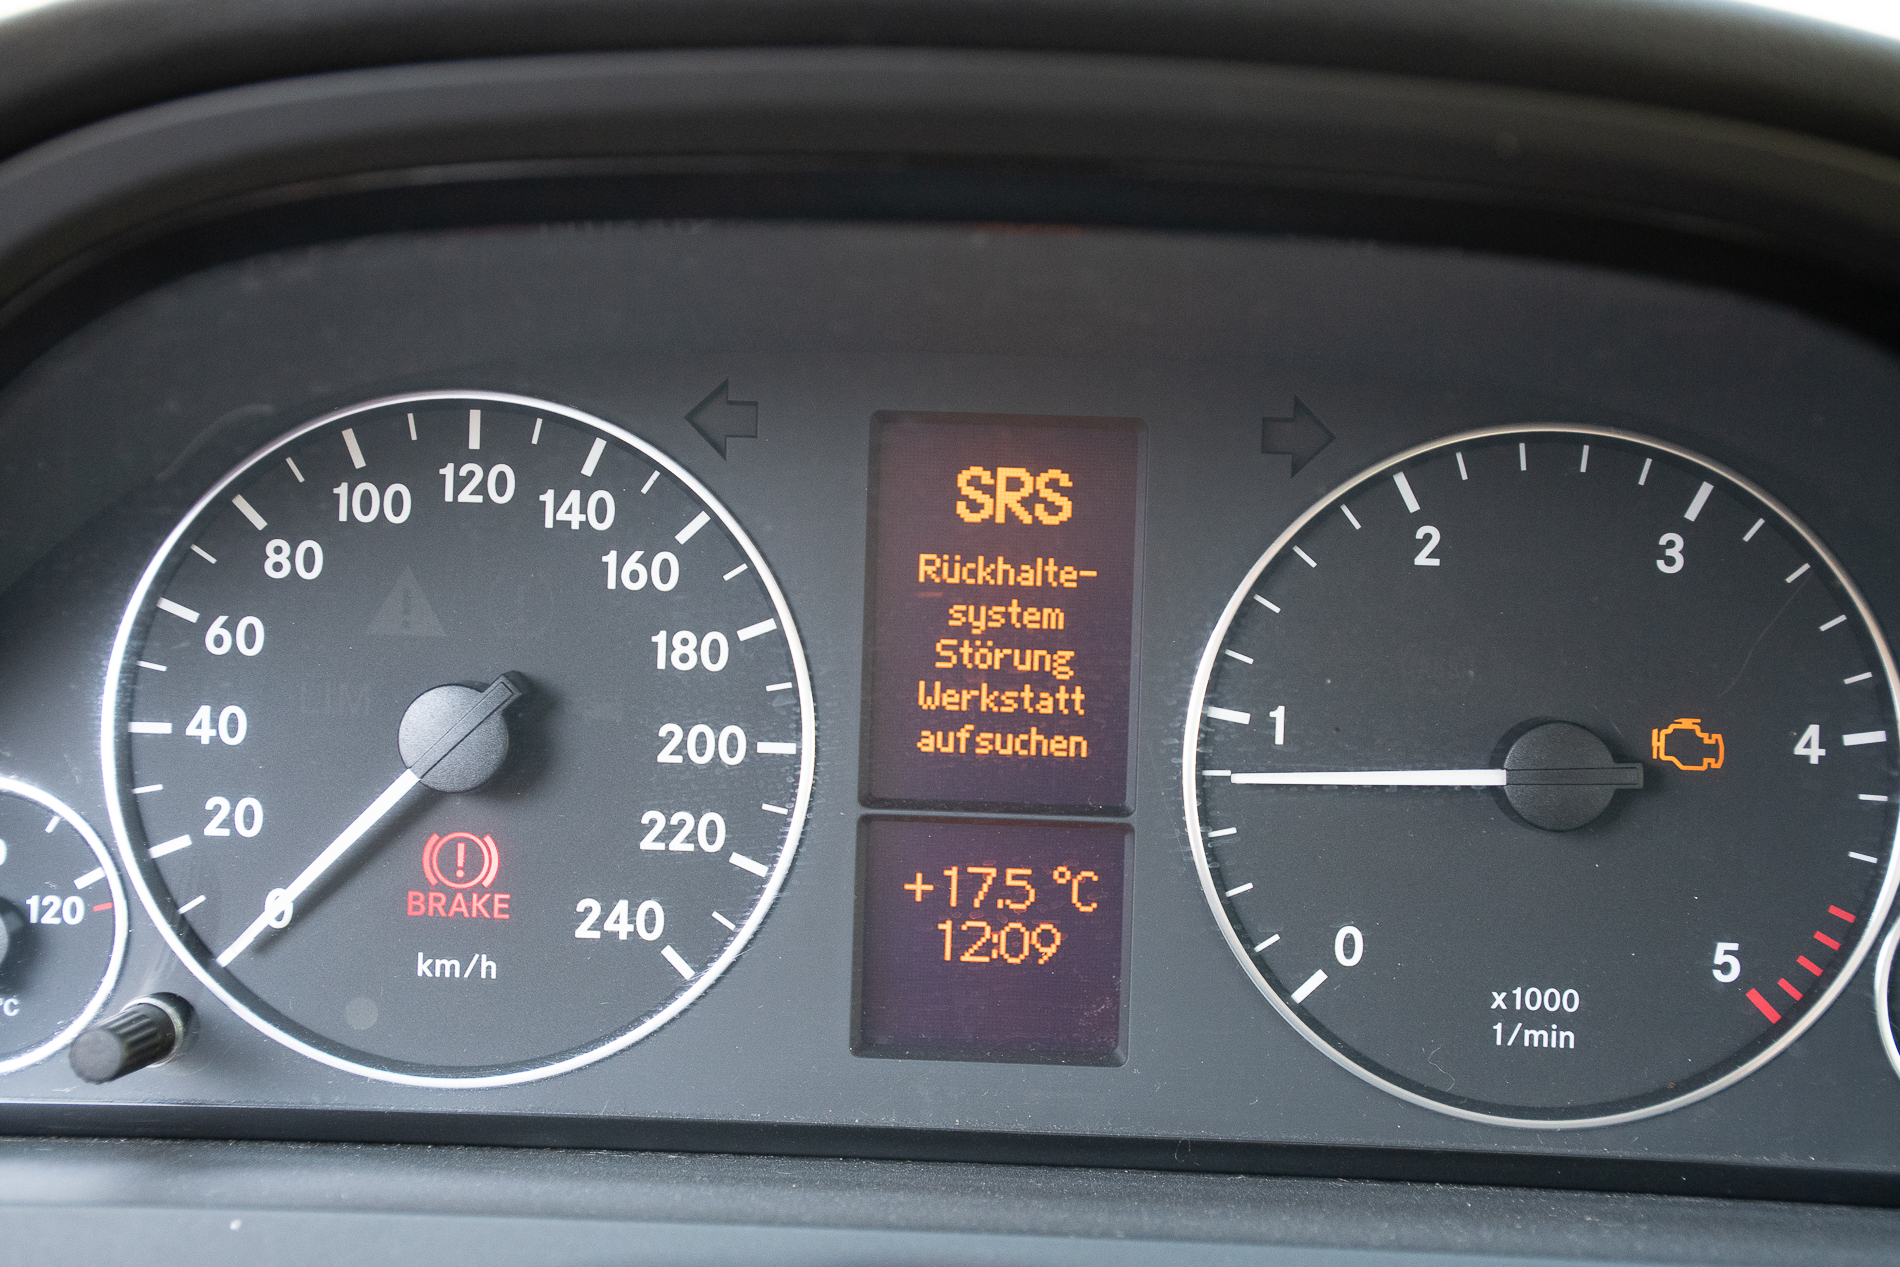 SRS
Rückhalte-
system
Störung
Werkstatt
aufsuchen
+17.5 °C
12:09
0
20
40
60
80
100
120
140
160
180
200
220
240
BRAKE
km/h
120
°C
0
1
2
3
4
5
x1000
1/min